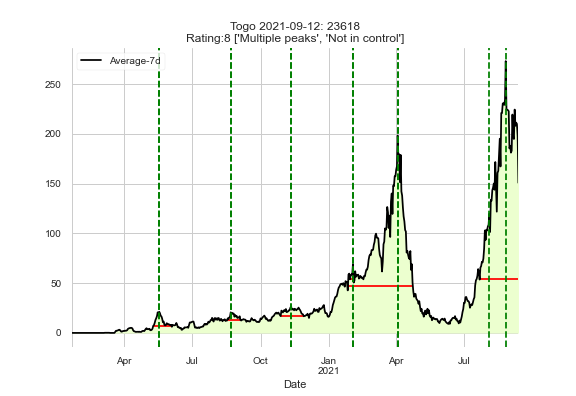 Togo 2021-09-12: 23618
Rating:8 ['Multiple peaks', 'Not in control']
Average-7d
250
200
150
100
50
0
Apr Jul Oct Jan Apr Jul
2021
Date